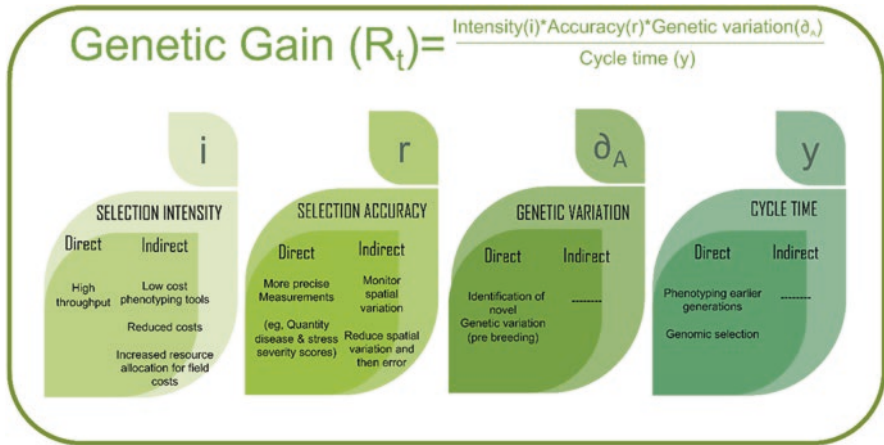 Genetic Gain (Rt)= Intensity(i)*Accuracy(r)*Genetic variation(∂A)
Cycle time (y)
i
SELECTION INTENSITY
Direct Indirect
High
throughput
Low cost
phenotyping tools
Reduced costs
Increased resource
allocation for field
costs
r
SELECTION ACCURACY
Direct Indirect
More precise
Measurements
(eg, Quantity
disease & stress
severity scores)
Monitor
spatial
variation
Reduce spatial
variation and
then error
∂A
GENETIC VARIATION
Direct Indirect
Identification of
novel
Genetic variation
(pre breeding)
--------
y
CYCLE TIME
Direct Indirect
Phenotyping earlier
generations
Genomic selection
--------